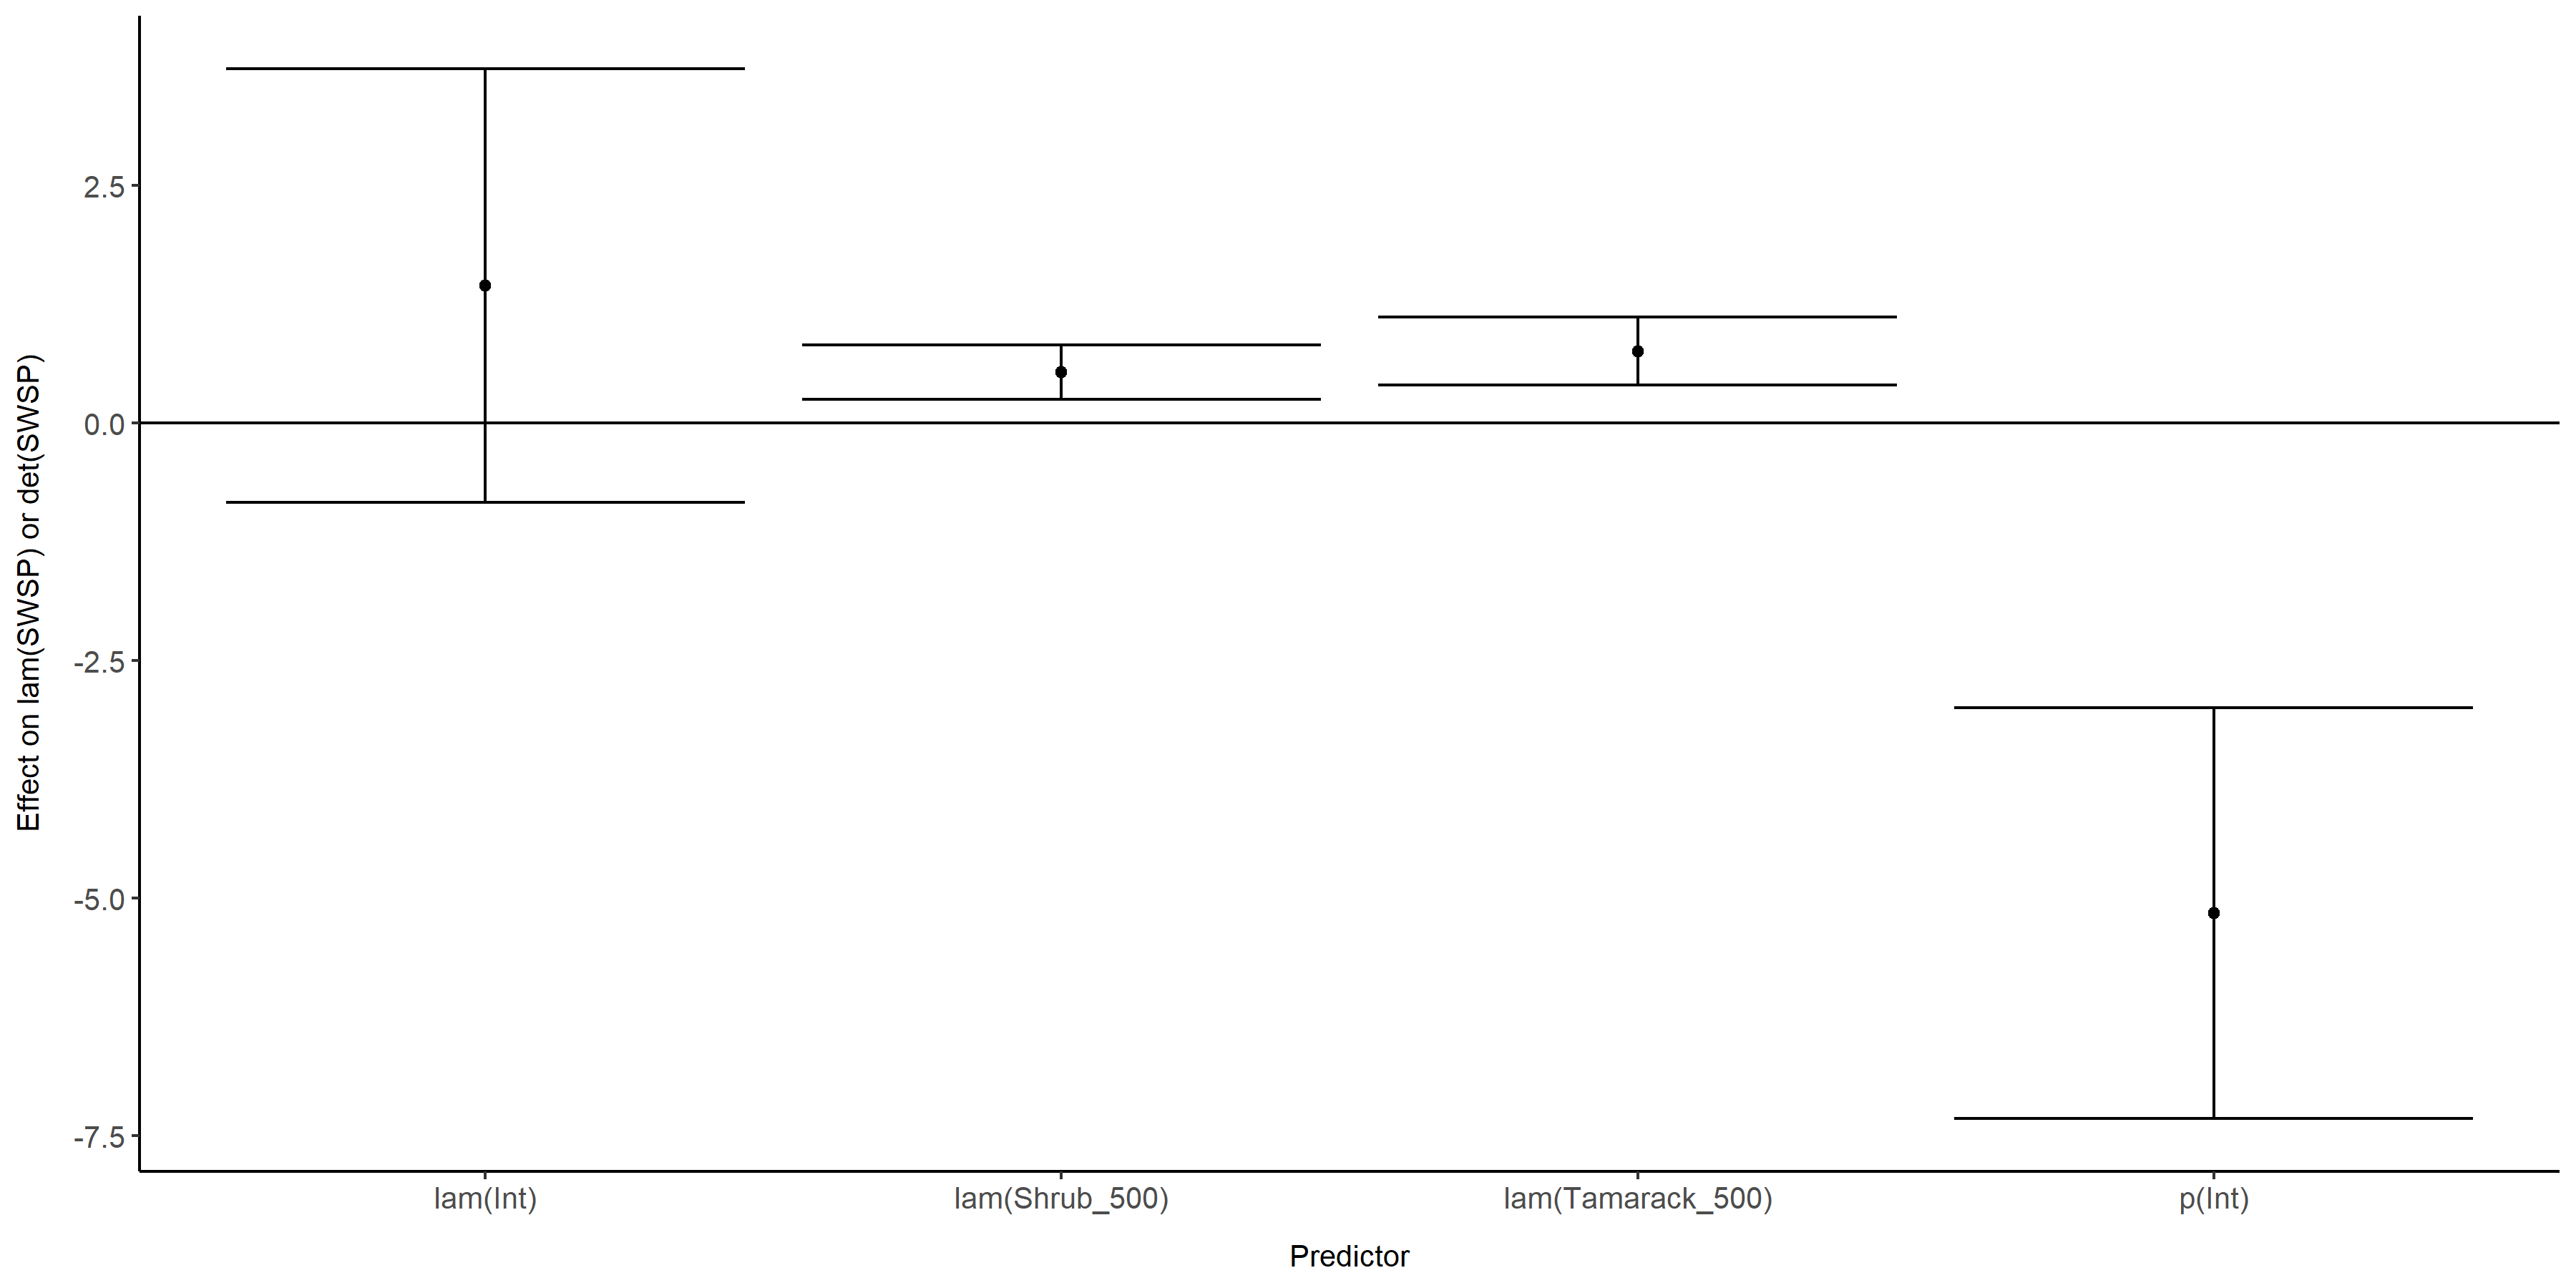 Effect on lam(SWSP) or det(SWSP)
2.5
0.0
-2.5
-5.0
-7.5
lam(Int) lam(Shrub_500) lam(Tamarack_500) p(Int)
Predictor